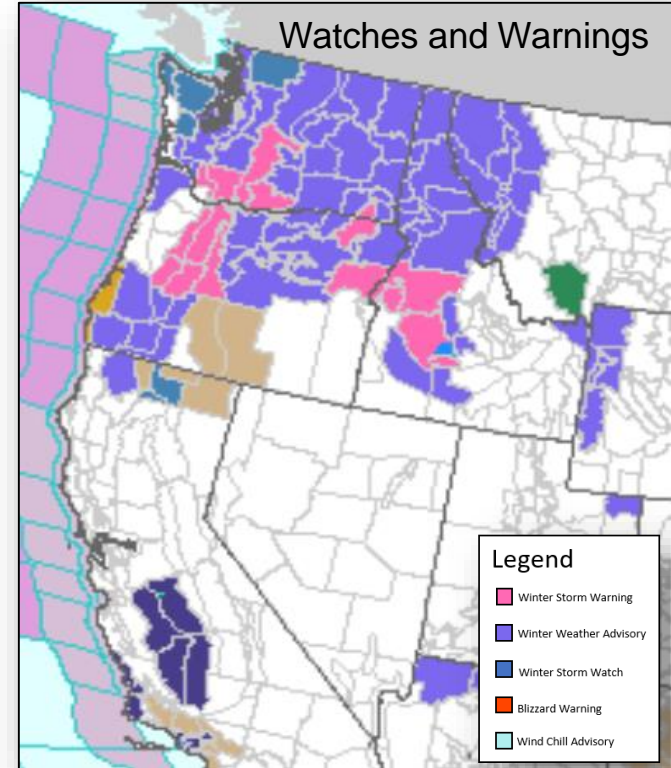 Watches and Warnings
Legend
Winter Storm Warning
Winter Weather Advisory
Winter Storm Watch
Blizzard Warning
Wind Chill Advisory